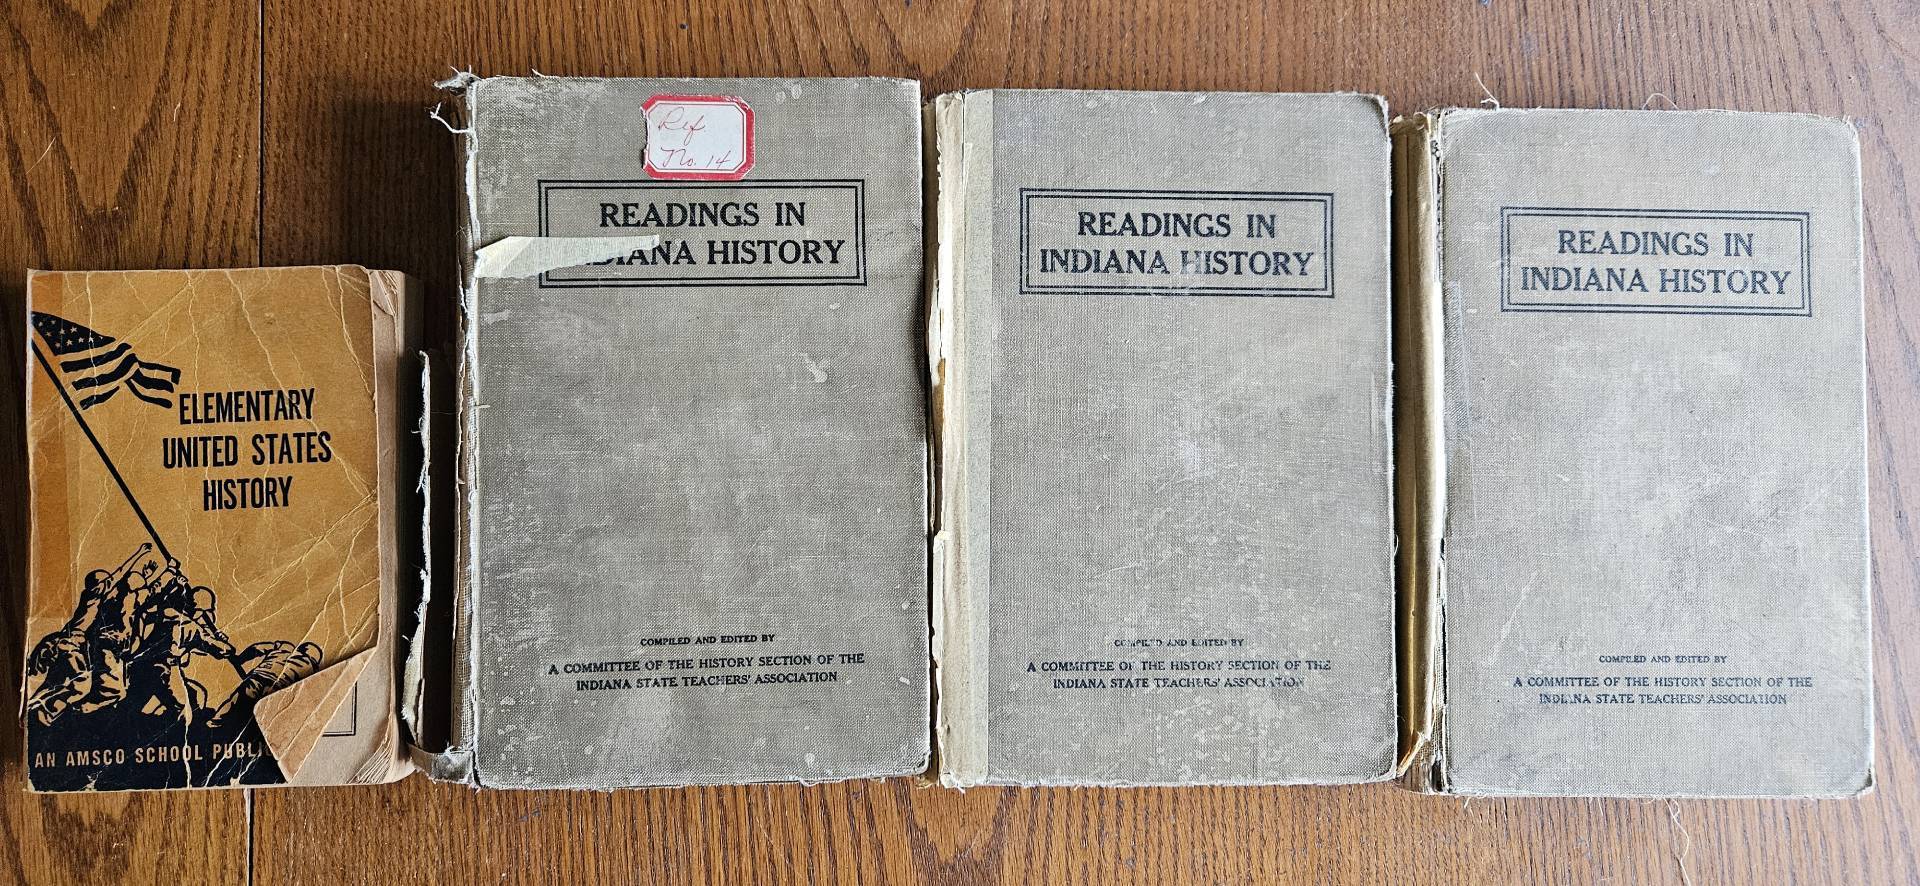 ELEMENTARY
UNITED STATES
HISTORY
AN AMSCO SCHOOL
Ref
No. 14
READINGS IN
HISTORY
COMPILED AND EDITED BY
A COMMITTEE OF THE HISTORY SECTION OF THE
INDIANA STATE TEACHERS' ASSOCIATION
READINGS IN
INDIANA HISTORY
COMPILED AND EDITED BY
A COMMITTEE OF THE HISTORY SECTION OF THE
INDIANA STATE TEACHERS' ASSOCIATION
READINGS IN
INDIANA HISTORY
COMPILED AND EDITED BY
A COMMITTEE OF THE HISTORY SECTION OF THE
INDIANA STATE TEACHERS' ASSOCIATION